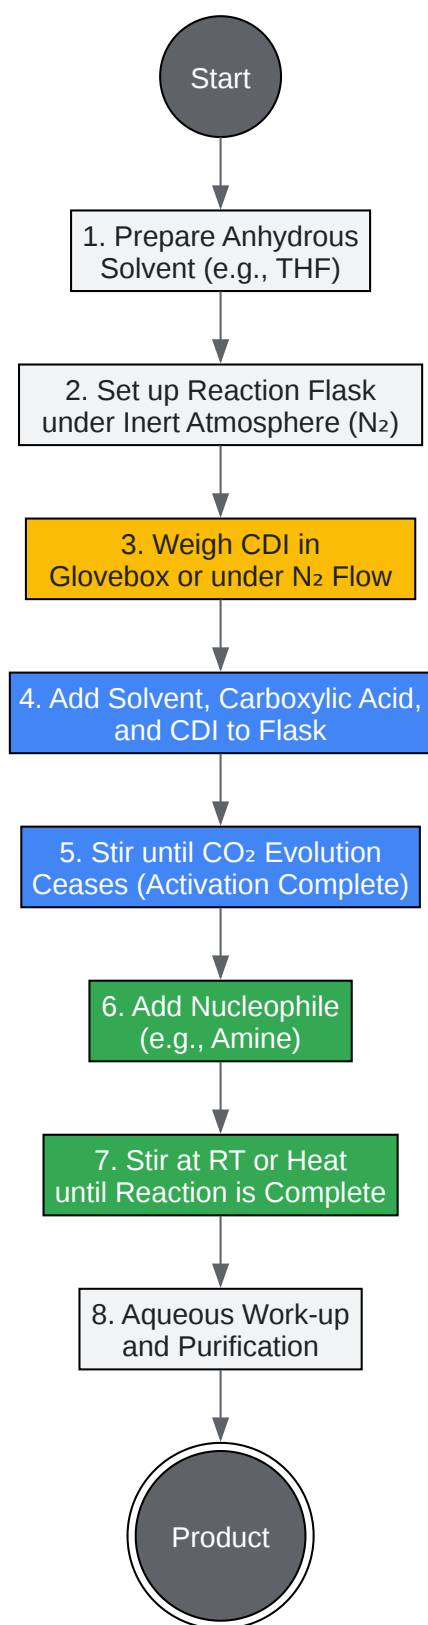 Start
1. Prepare Anhydrous
Solvent (e.g., THF)
2. Set up Reaction Flask
under Inert Atmosphere (N₂)
3. Weigh CDI in
Glovebox or under N₂ Flow
4. Add Solvent, Carboxylic Acid,
and CDI to Flask
5. Stir until CO₂ Evolution
Ceases (Activation Complete)
6. Add Nucleophile
(e.g., Amine)
7. Stir at RT or Heat
until Reaction is Complete
8. Aqueous Work-up
and Purification
Product